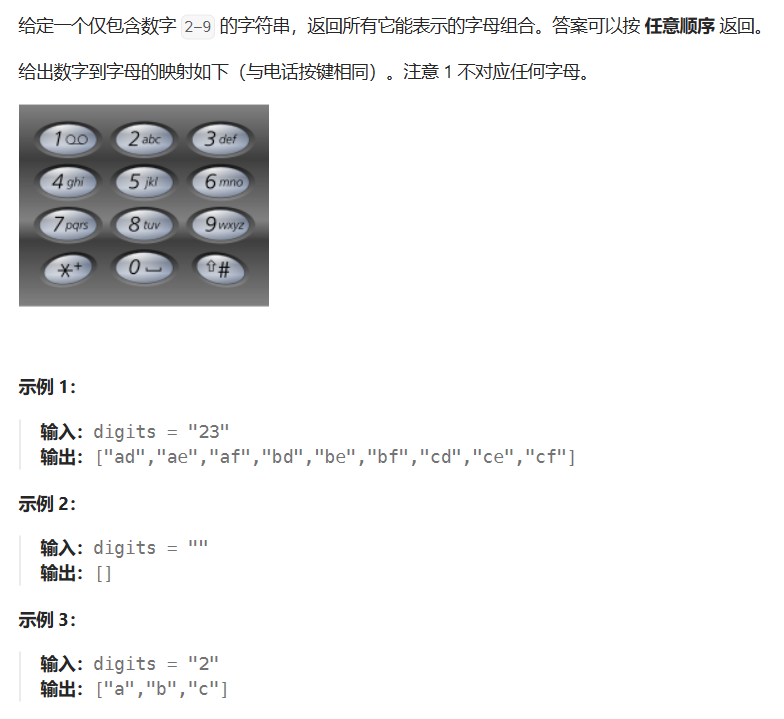 给定一个仅包含数字 2-9 的字符串，返回所有它能表示的字母组合。答案可以按 任意顺序 返回。
给出数字到字母的映射如下（与电话按键相同）。注意 1 不对应任何字母。
1 2 abc 3 def
4 ghi 5 jkl 6 mno
7 pqrs 8 tuv 9 wxyz
*+ 0 #
示例 1：
输入：digits = "23"
输出：["ad","ae","af","bd","be","bf","cd","ce","cf"]
示例 2：
输入：digits = ""
输出：[]
示例 3：
输入：digits = "2"
输出：["a","b","c"]